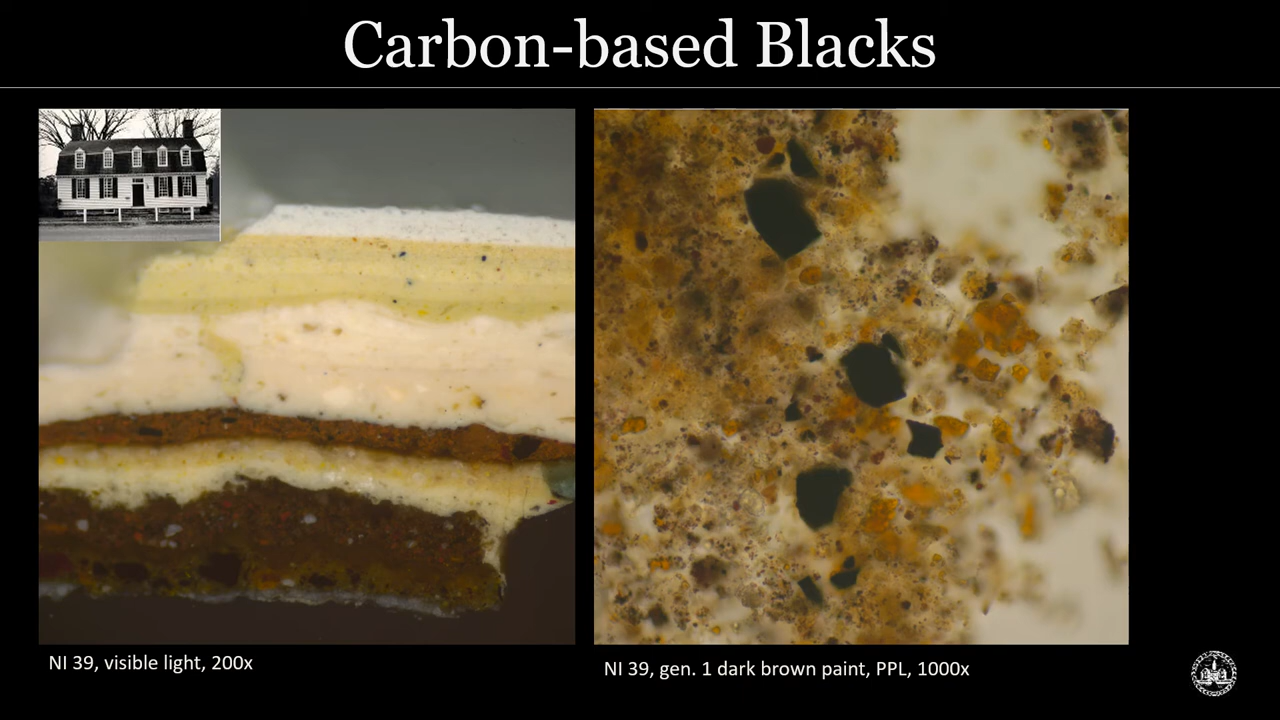 Carbon-based Blacks
NI 39, visible light, 200x
NI 39, gen. 1 dark brown paint, PPL, 1000x